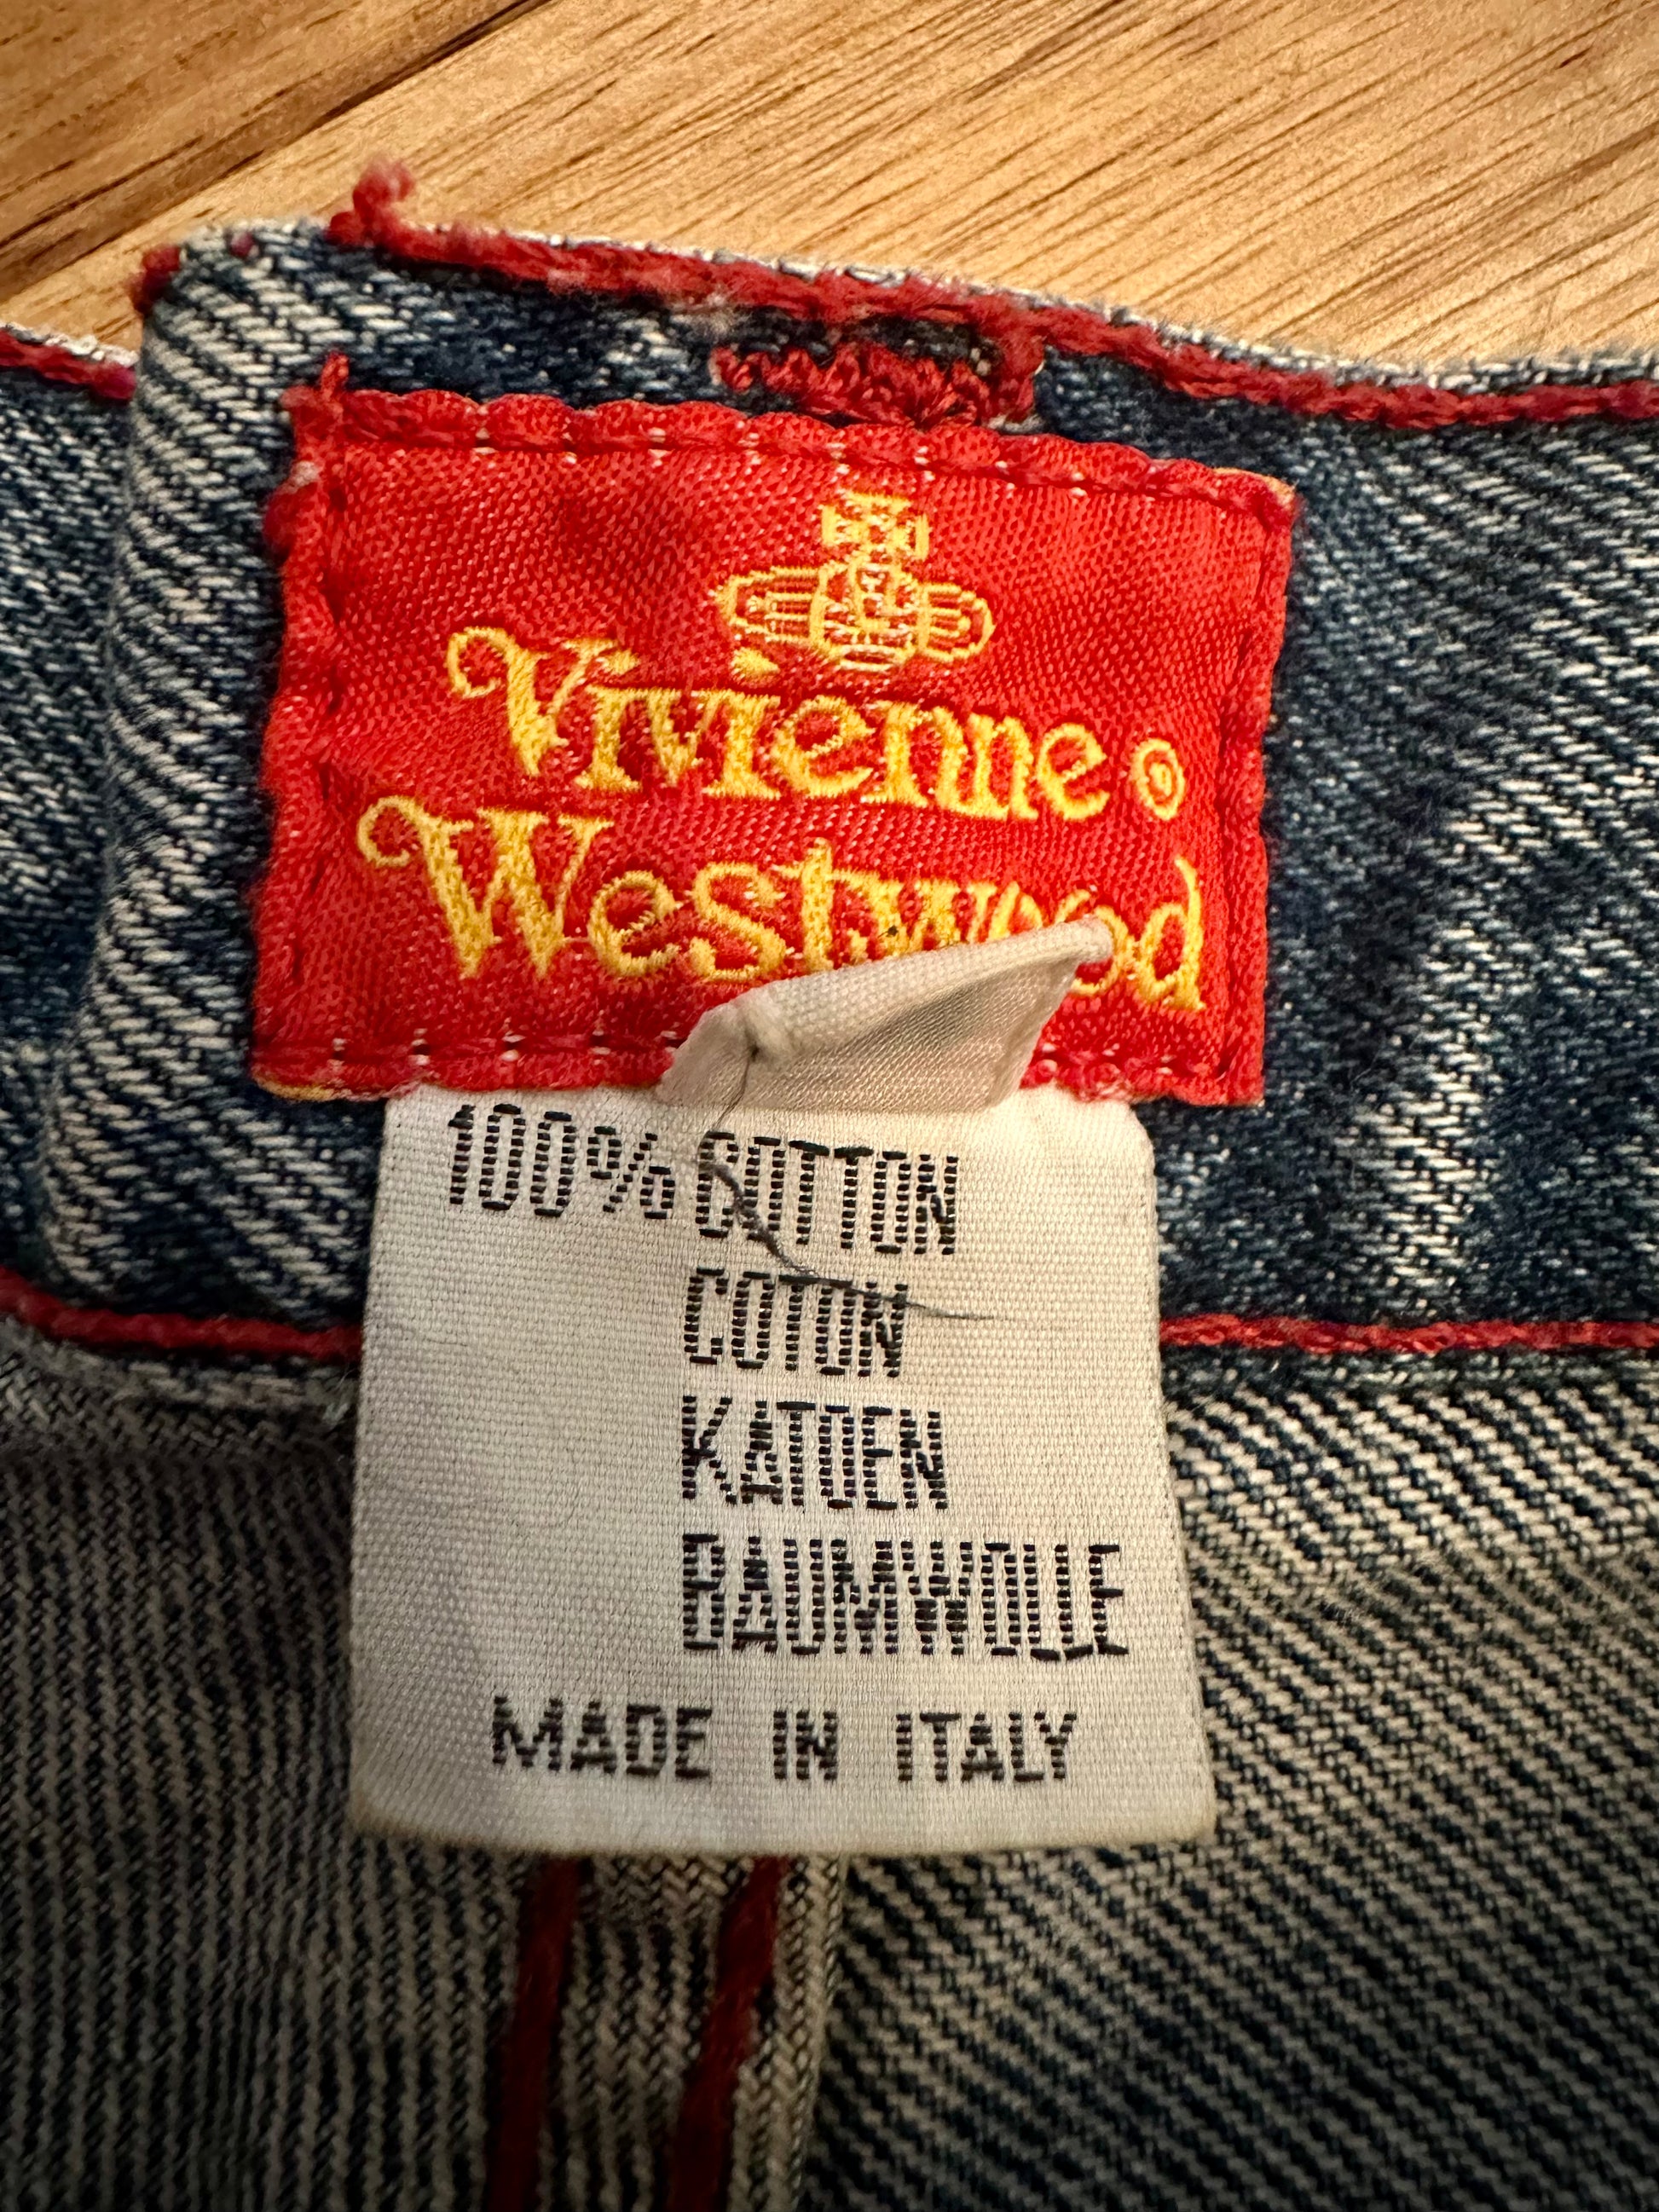 Vivienne®
Westwood
100% COTTON
COTON
KATOEN
BAUMWOLLE
MADE IN ITALY